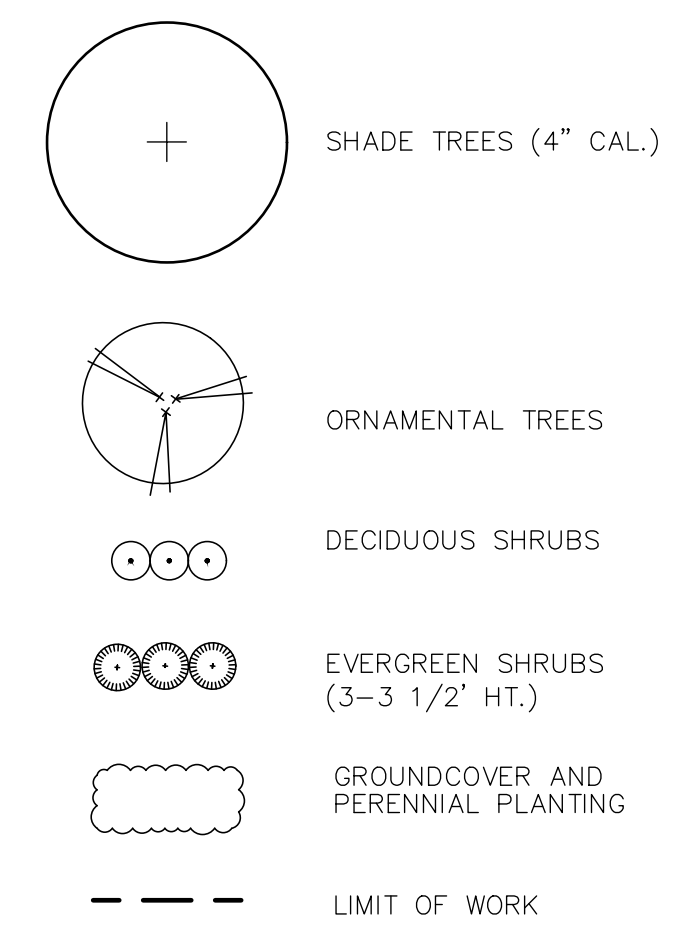 SHADE TREES (4” CAL.)
ORNAMENTAL TREES
DECIDUOUS SHRUBS
EVERGREEN SHRUBS
(3–3 1/2’ HT.)
GROUNDCOVER AND
PERENNIAL PLANTING
LIMIT OF WORK